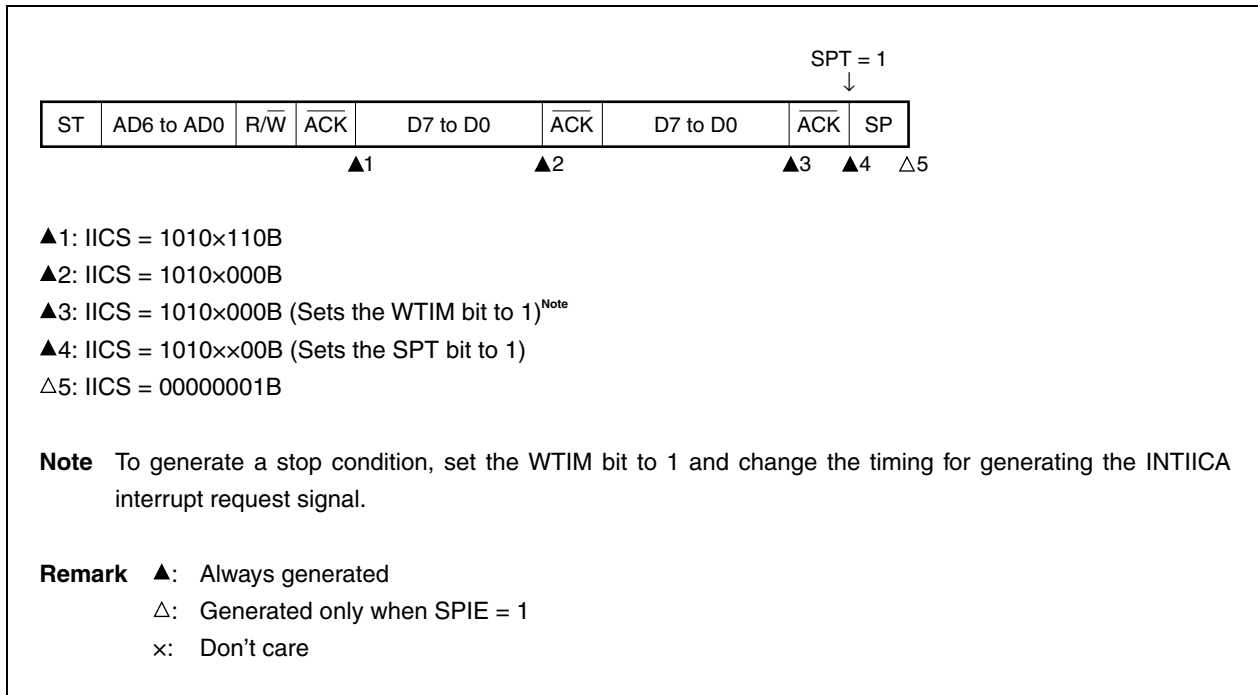 SPT = 1
↓
ST AD6 to AD0 R/W̅ A̅C̅K̅ D7 to D0 A̅C̅K̅ D7 to D0 A̅C̅K̅ SP
▲1 ▲2 ▲3 ▲4 △5
▲1: IICS = 1010×110B
▲2: IICS = 1010×000B
▲3: IICS = 1010×000B (Sets the WTIM bit to 1)Note
▲4: IICS = 1010××00B (Sets the SPT bit to 1)
△5: IICS = 00000001B
Note To generate a stop condition, set the WTIM bit to 1 and change the timing for generating the INTIICA
interrupt request signal.
Remark ▲: Always generated
△: Generated only when SPIE = 1
×: Don't care